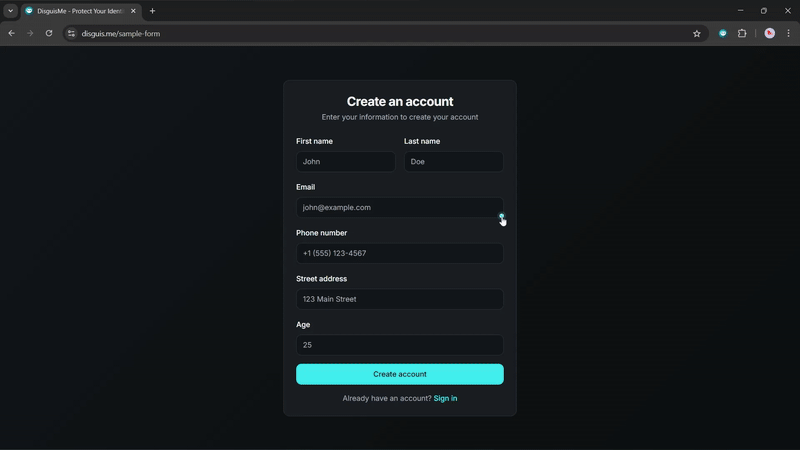 DisguisMe - Protect Your Identi
disguis.me/sample-form
Create an account
Enter your information to create your account
First name
Last name
John
Doe
Email
john@example.com
Phone number
+1 (555) 123-4567
Street address
123 Main Street
Age
25
Create account
Already have an account? Sign in